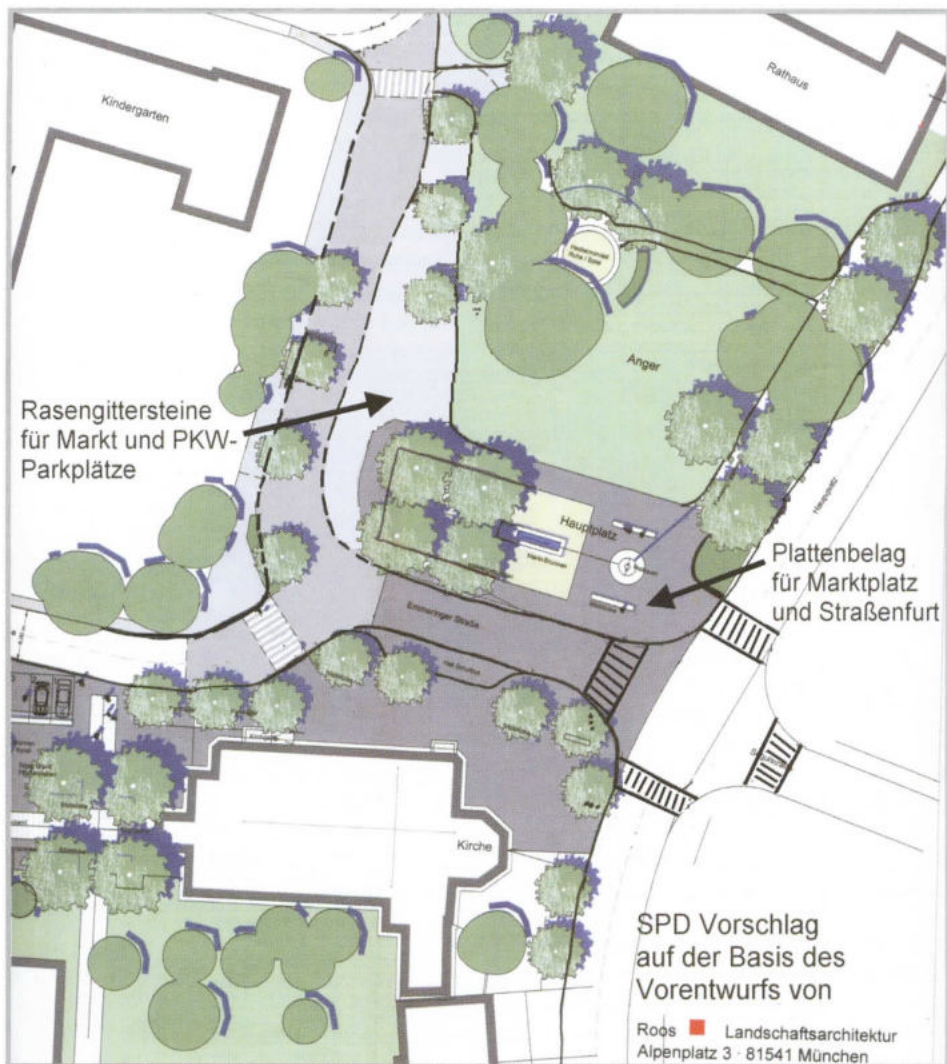 Kindergarten
Rathaus
Anger
Rasengittersteine
für Markt und PKW-
Parkplätze
Hauptplatz
Hauptplatz
Plattenbelag
für Marktplatz
und Straßenfurt
Emmeringer Straße
Kirche
SPD Vorschlag
auf der Basis des
Vorentwurfs von
Roos Landschaftsarchitektur
Alpenplatz 3 · 81541 München